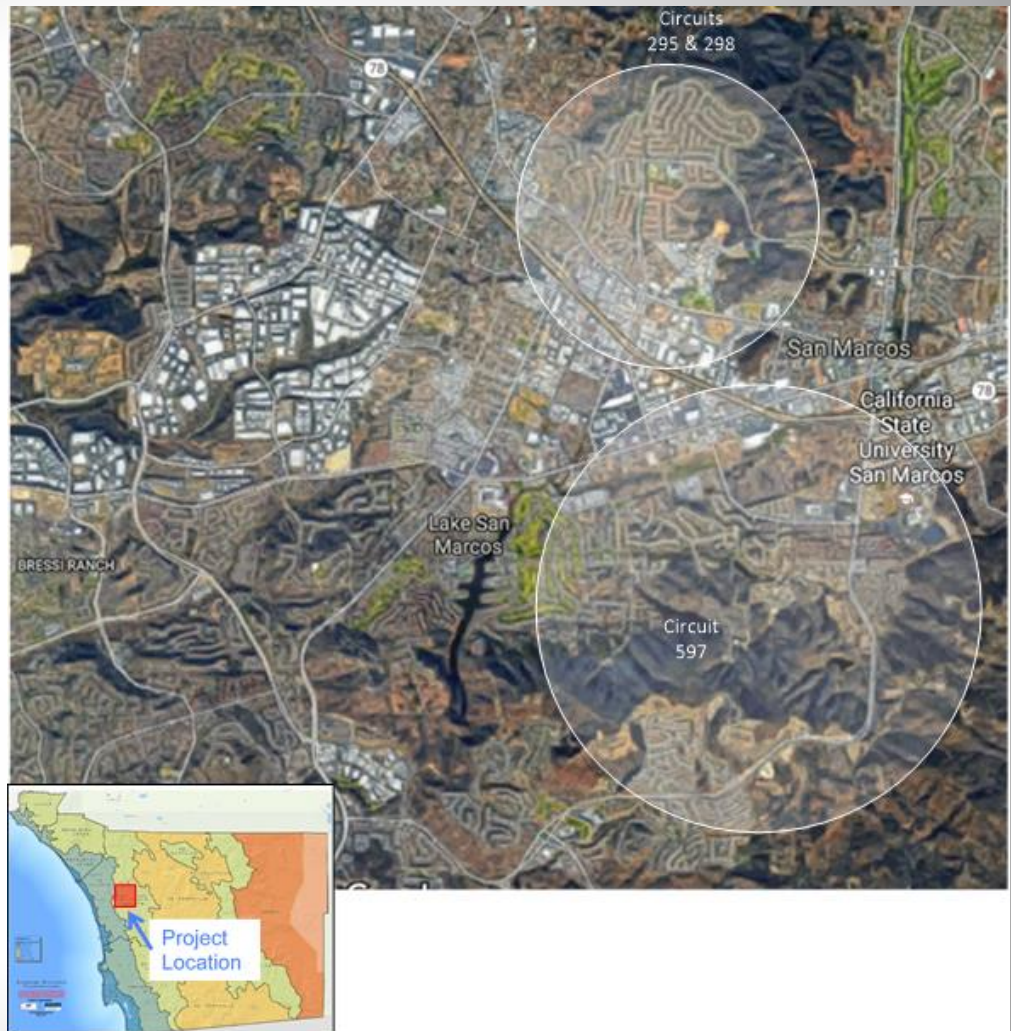 Circuits
295 & 298
78
San Marcos
78
California
State
University
San Marcos
Lake San
Marcos
BRESSI RANCH
Circuit
597
Project
Location